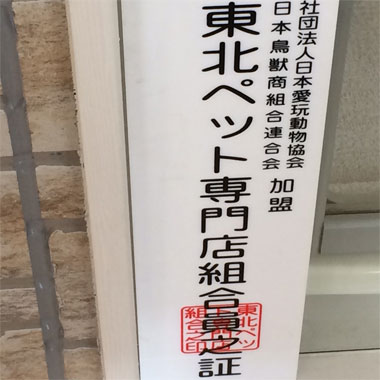 社団法人日本愛玩動物協会
日本鳥獣商組合連合会 加盟
東北ペット専門店組合員之証